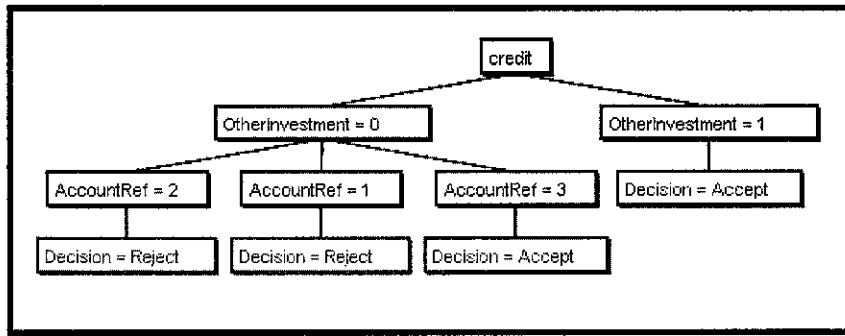 credit
OtherInvestment = 0
OtherInvestment = 1
AccountRef = 2
AccountRef = 1
AccountRef = 3
Decision = Accept
Decision = Reject
Decision = Reject
Decision = Accept